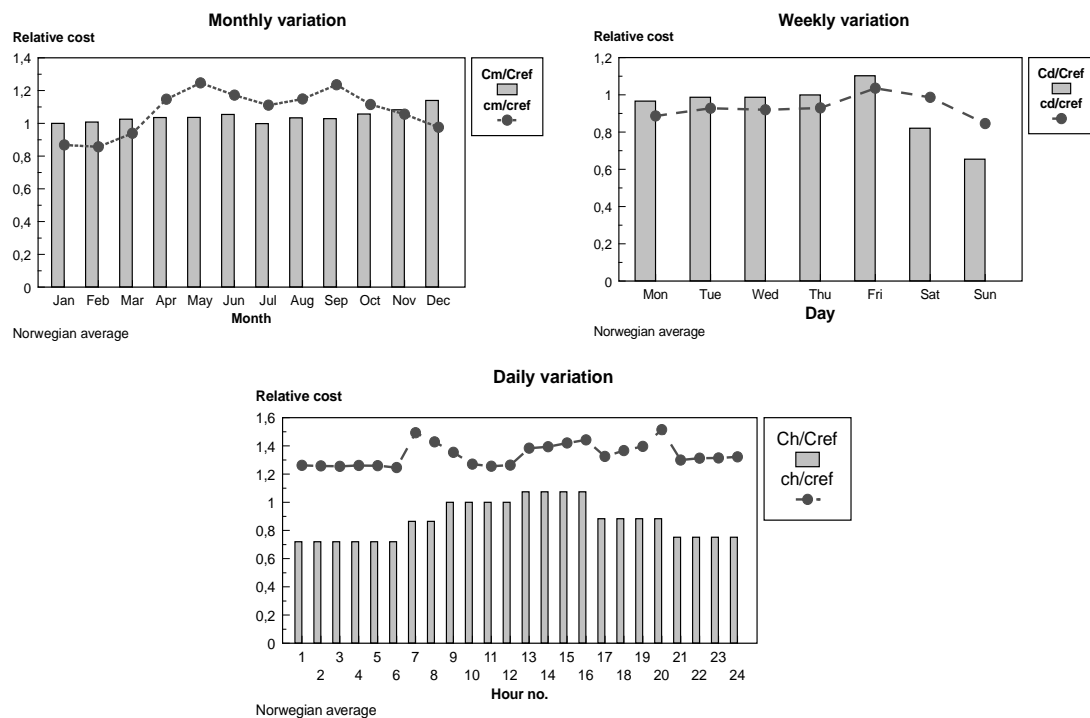 Monthly variation
Relative cost
1,4
1,2
1
0,8
0,6
0,4
0,2
0
Jan Feb Mar Apr May Jun Jul Aug Sep Oct Nov Dec
Month
Norwegian average
Cm/Cref
cm/cref
Weekly variation
Relative cost
1,2
1
0,8
0,6
0,4
0,2
0
Mon Tue Wed Thu Fri Sat Sun
Day
Norwegian average
Cd/Cref
cd/cref
Daily variation
Relative cost
1,6
1,4
1,2
1
0,8
0,6
0,4
0,2
0
1 3 5 7 9 11 13 15 17 19 21 23
2 4 6 8 10 12 14 16 18 20 22 24
Hour no.
Norwegian average
Ch/Cref
ch/cref